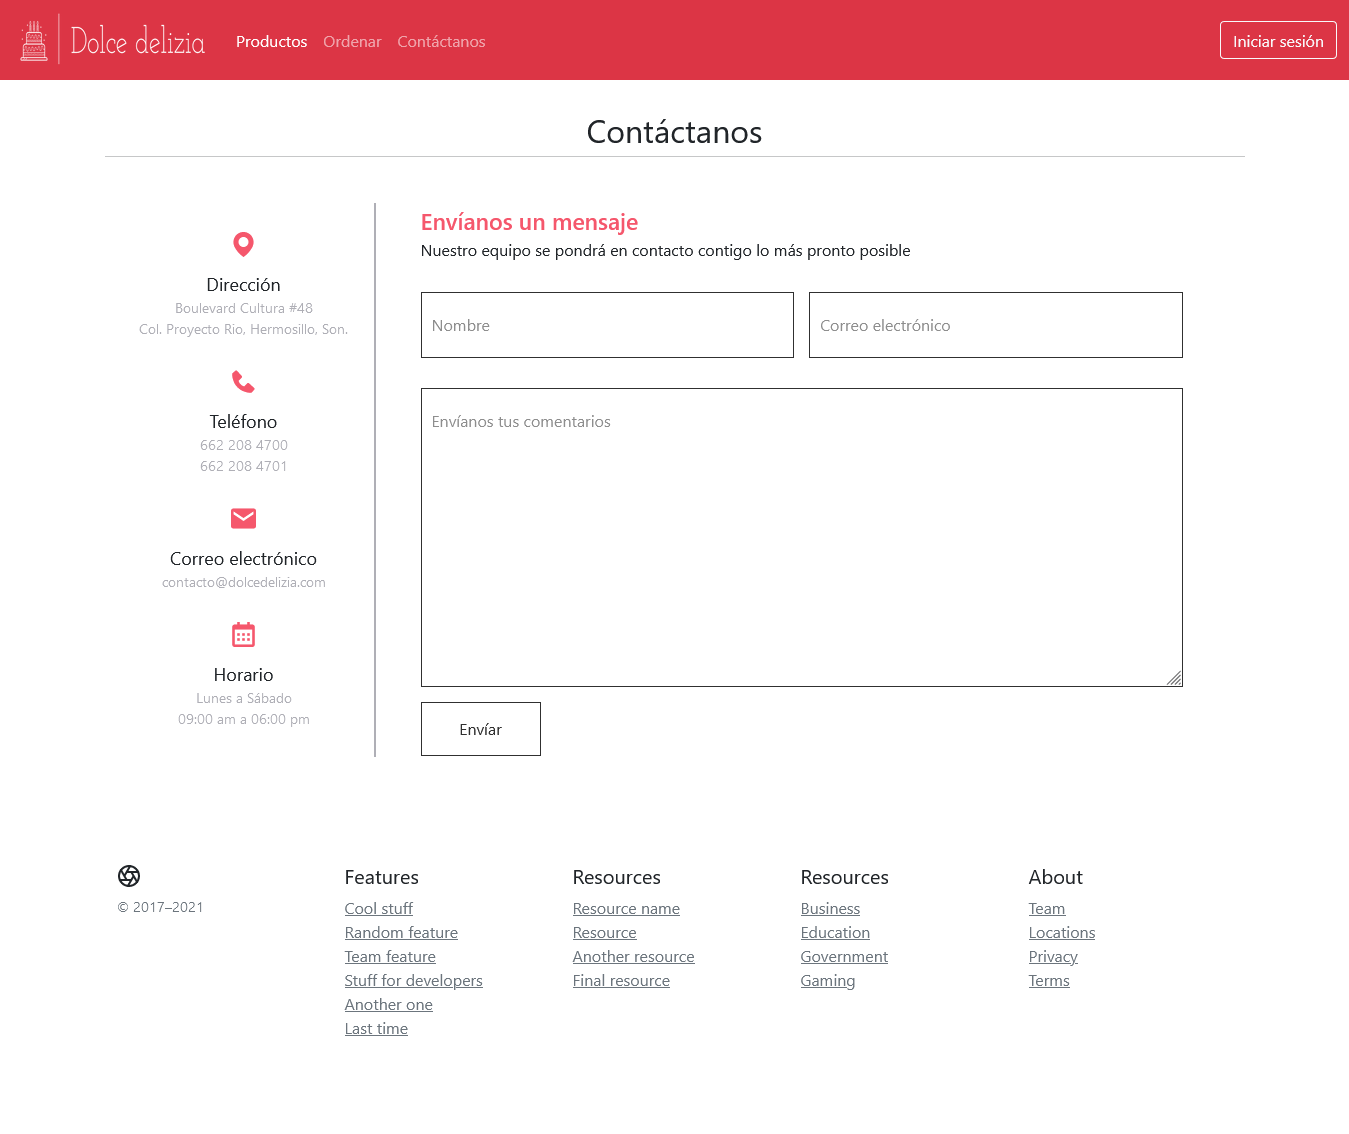 Dolce delizia
Productos
Ordenar
Contáctanos
Iniciar sesión
Contáctanos
Dirección
Boulevard Cultura #48
Col. Proyecto Rio, Hermosillo, Son.
Teléfono
662 208 4700
662 208 4701
Correo electrónico
contacto@dolcedelizia.com
Horario
Lunes a Sábado
09:00 am a 06:00 pm
Envíanos un mensaje
Nuestro equipo se pondrá en contacto contigo lo más pronto posible
Nombre
Correo electrónico
Envíanos tus comentarios
Envíar
© 2017–2021
Features
Cool stuff
Random feature
Team feature
Stuff for developers
Another one
Last time
Resources
Resource name
Resource
Another resource
Final resource
Resources
Business
Education
Government
Gaming
About
Team
Locations
Privacy
Terms